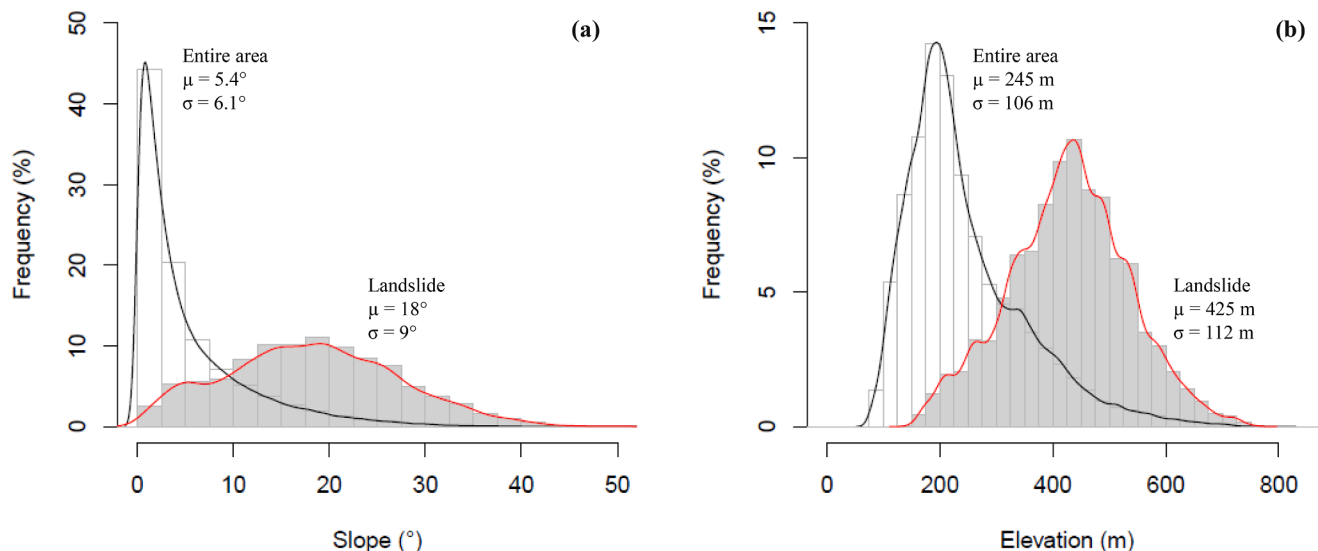 (a)
Entire area
μ = 5.4°
σ = 6.1°
Landslide
μ = 18°
σ = 9°
Frequency (%)
50
40
30
20
10
0
0 10 20 30 40 50
Slope (°)
(b)
Entire area
μ = 245 m
σ = 106 m
Landslide
μ = 425 m
σ = 112 m
Frequency (%)
15
10
5
0
0 200 400 600 800
Elevation (m)